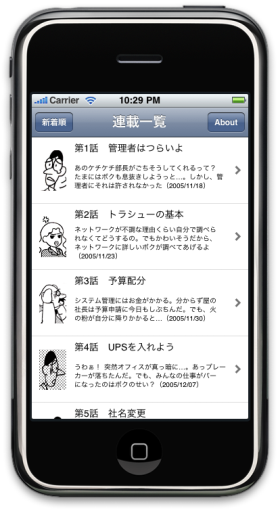 Carrier 10:29 PM
新着順 連載一覧 About
第1話 管理者はつらいよ
あのケチケチ部長がごちそうしてくれるって?
たまにはボクも息抜きしようっと…。しかし、管
理者にそれは許されなかった（2005/11/18）
第2話 トラシューの基本
ネットワークが不調な理由くらい自分で調べら
れなくてどうするの。でもかわいそうだから、
ネットワークに詳しいボクが調べてあげるよ
（2005/11/23）
第3話 予算配分
システム管理にはお金がかかる。分からず屋の
社長は予算申請に今日もしぶちんだ。でも、火
の粉が自分に降りかかると…（2005/11/30）
第4話 UPSを入れよう
うわぁ！ 突然オフィスが真っ暗に…。あっブレー
カーが落ちたんだ。でも、みんなの仕事がパー
になったのはボクのせい？（2005/12/07）
第5話 社名変更